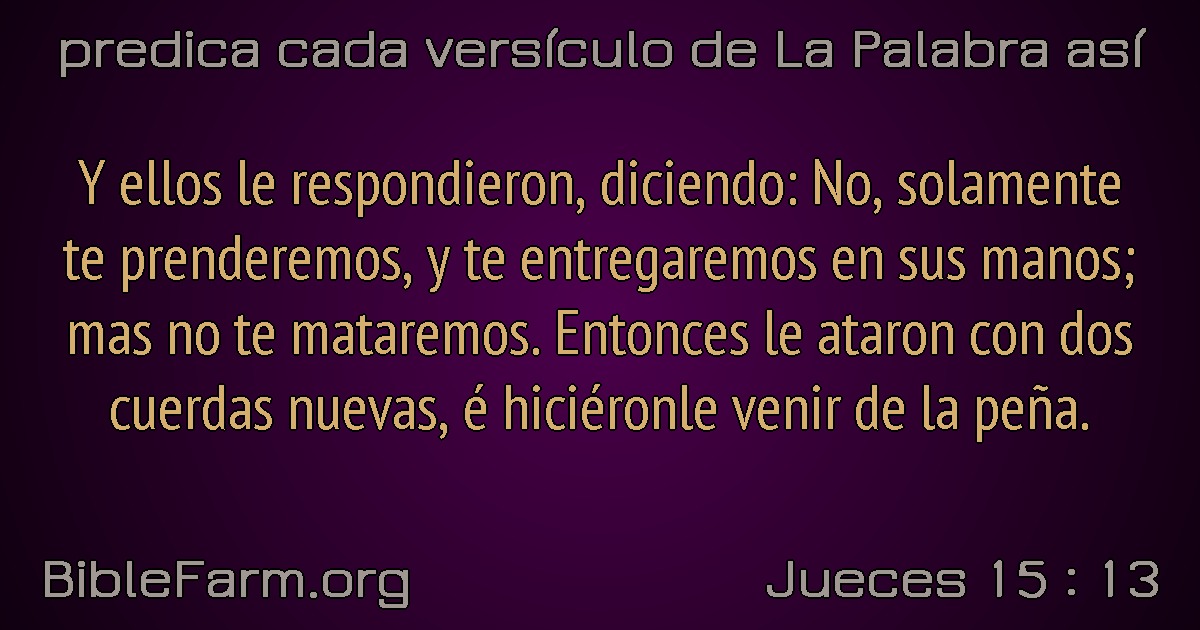 predica cada versículo de La Palabra así
Y ellos le respondieron, diciendo: No, solamente
te prenderemos, y te entregaremos en sus manos;
mas no te mataremos. Entonces le ataron con dos
cuerdas nuevas, é hiciéronle venir de la peña.
BibleFarm.org
Jueces 15 : 13